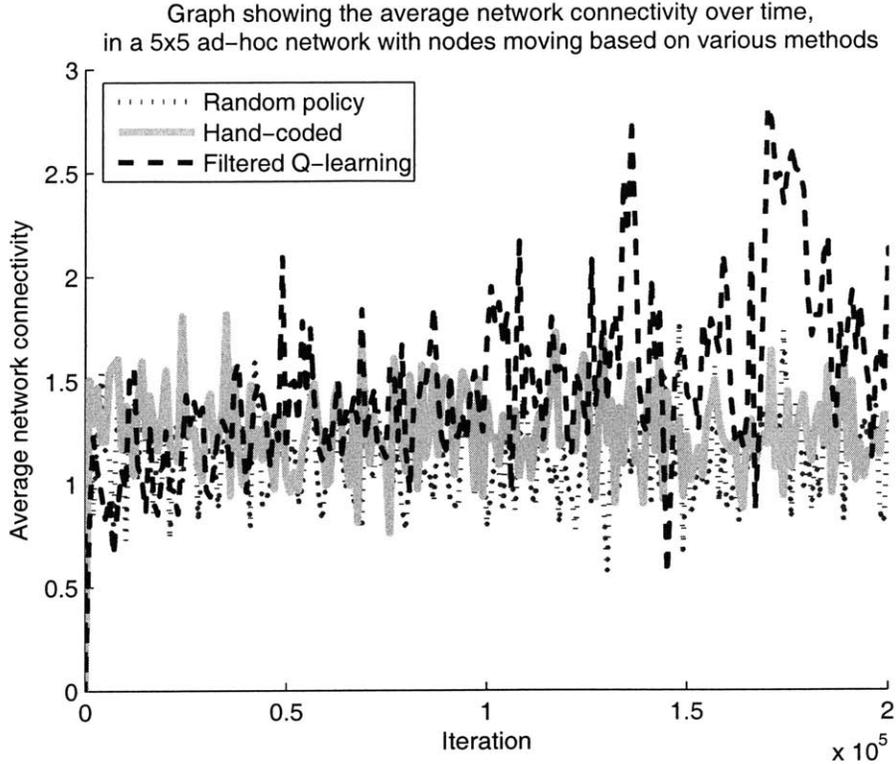 Graph showing the average network connectivity over time,
in a 5x5 ad-hoc network with nodes moving based on various methods
3
Random policy
Hand-coded
Filtered Q-learning
2.5
2
1.5
1
0.5
0
Average network connectivity
0
0.5
1
1.5
2
Iteration
x 10^5